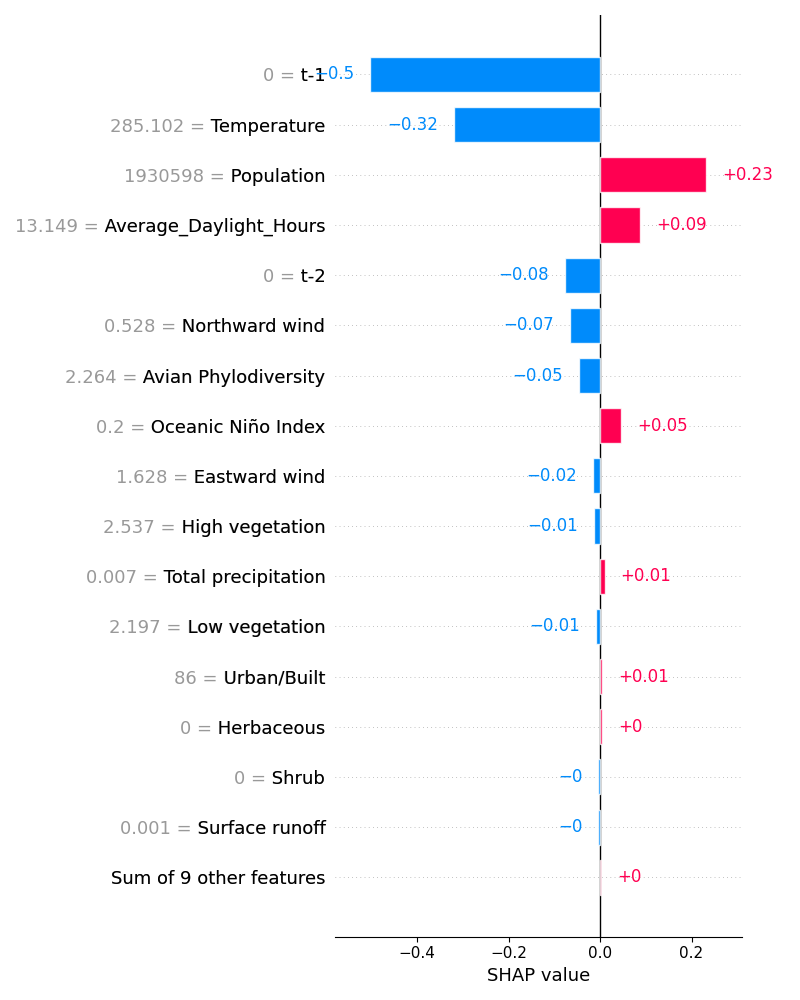 0 = t-1 −0.5
285.102 = Temperature −0.32
1930598 = Population +0.23
13.149 = Average_Daylight_Hours +0.09
0 = t-2 −0.08
0.528 = Northward wind −0.07
2.264 = Avian Phylodiversity −0.05
0.2 = Oceanic Niño Index +0.05
1.628 = Eastward wind −0.02
2.537 = High vegetation −0.01
0.007 = Total precipitation +0.01
2.197 = Low vegetation −0.01
86 = Urban/Built +0.01
0 = Herbaceous +0
0 = Shrub −0
0.001 = Surface runoff −0
Sum of 9 other features +0
−0.4 −0.2 0.0 0.2
SHAP value